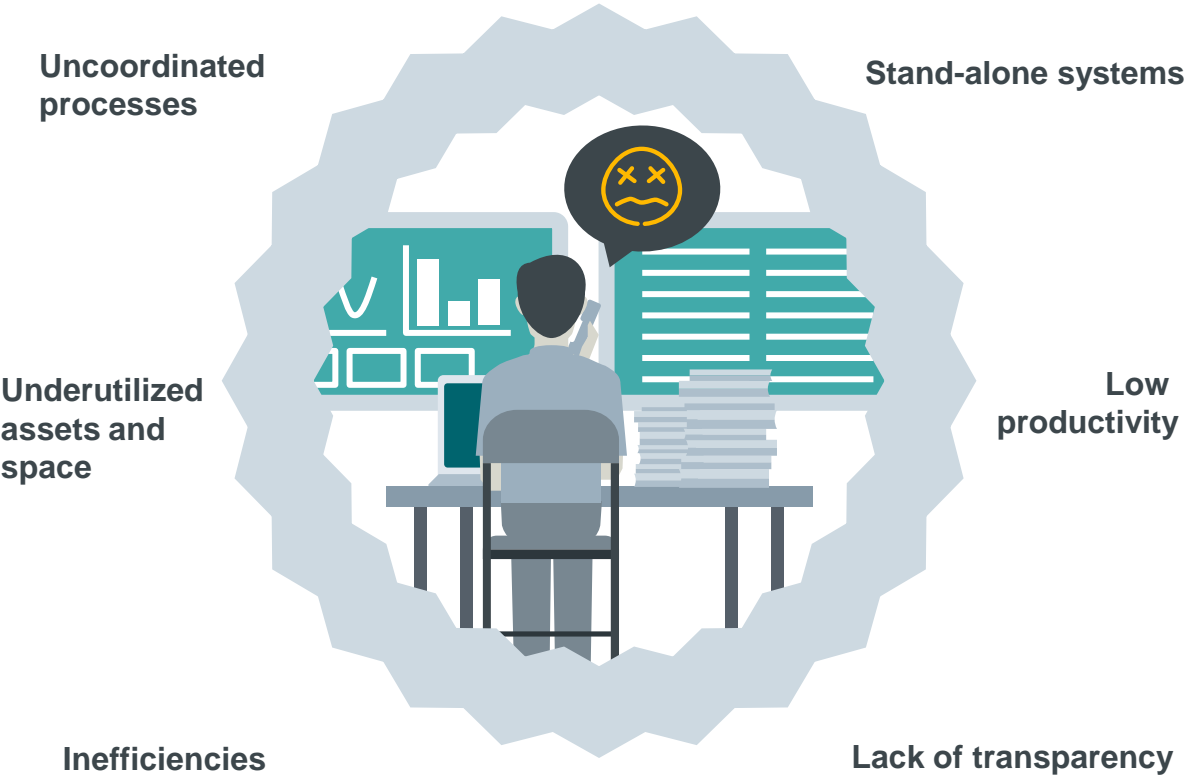 Uncoordinated
processes
Stand-alone systems
Underutilized
assets and
space
Low
productivity
Inefficiencies
Lack of transparency